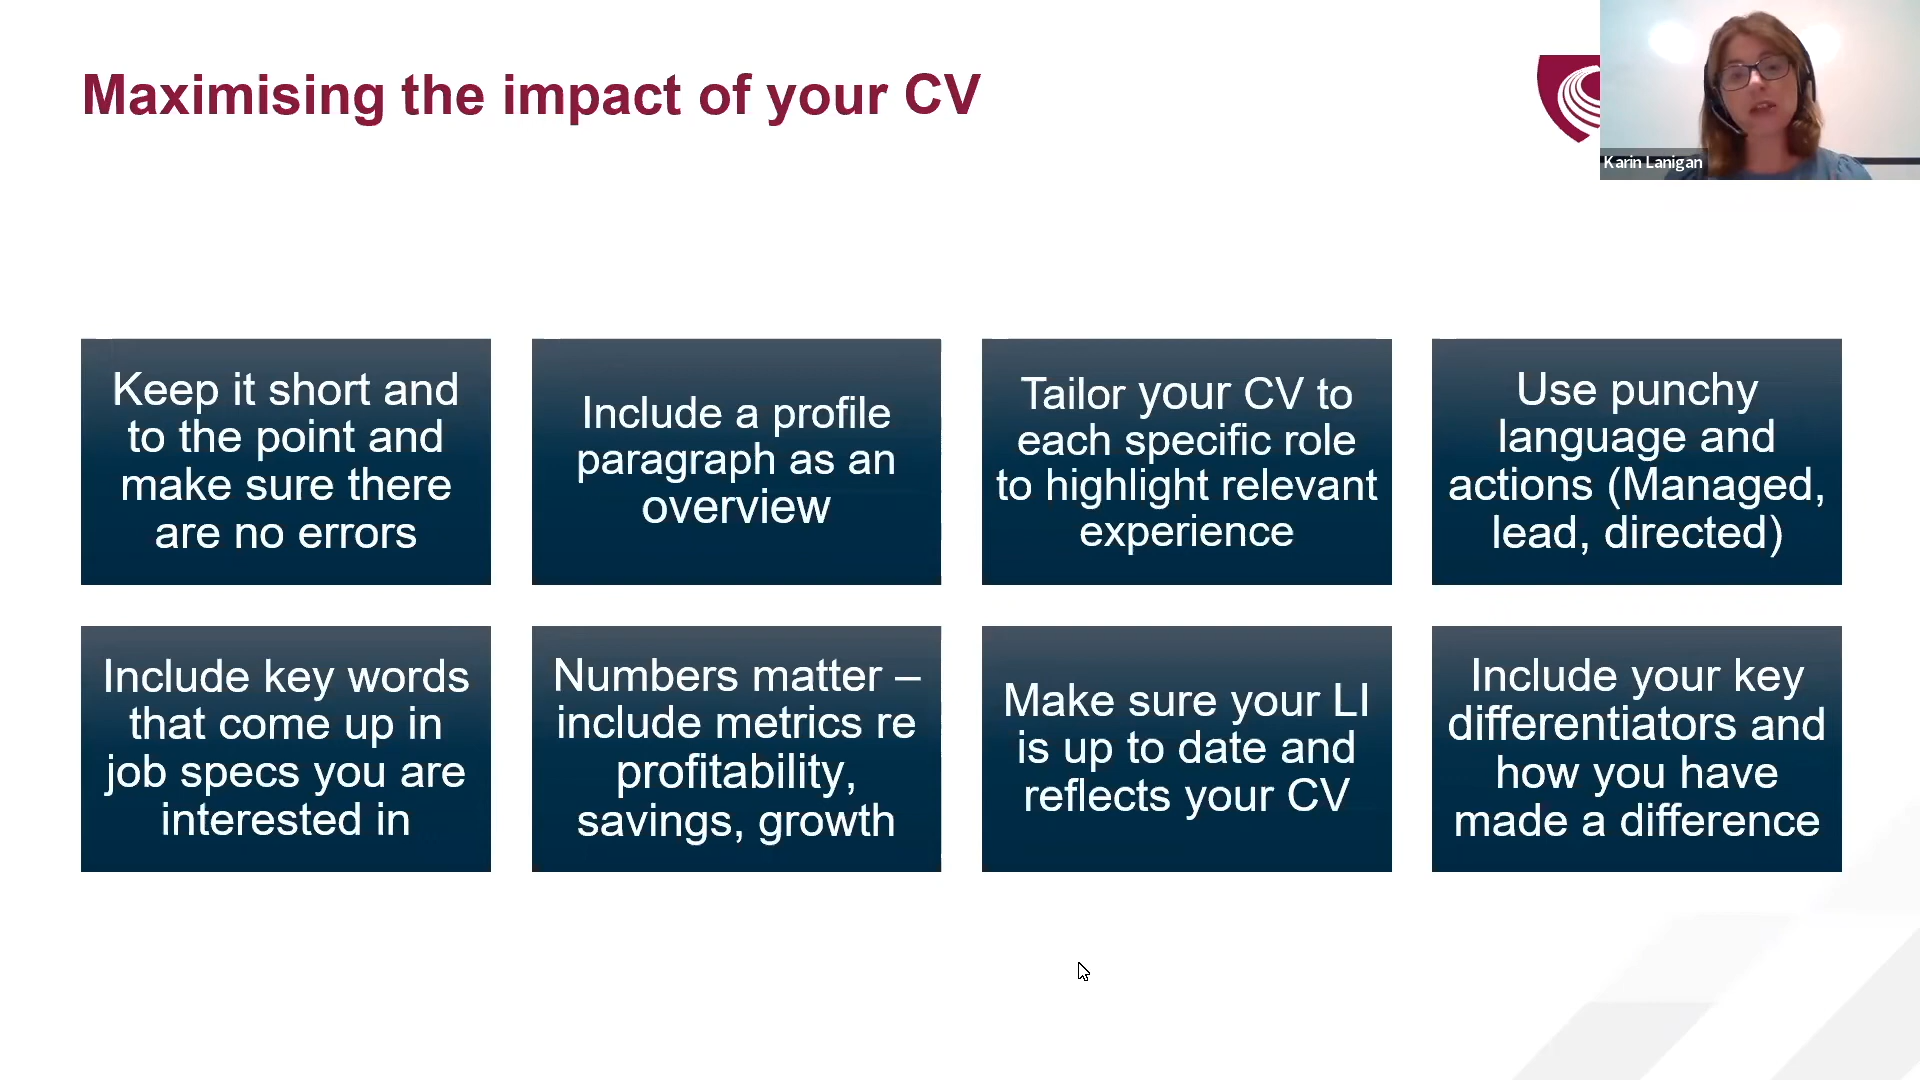 Maximising the impact of your CV
Karin Lanigan
Keep it short and
to the point and
make sure there
are no errors
Include a profile
paragraph as an
overview
Tailor your CV to
each specific role
to highlight relevant
experience
Use punchy
language and
actions (Managed,
lead, directed)
Include key words
that come up in
job specs you are
interested in
Numbers matter –
include metrics re
profitability,
savings, growth
Make sure your LI
is up to date and
reflects your CV
Include your key
differentiators and
how you have
made a difference